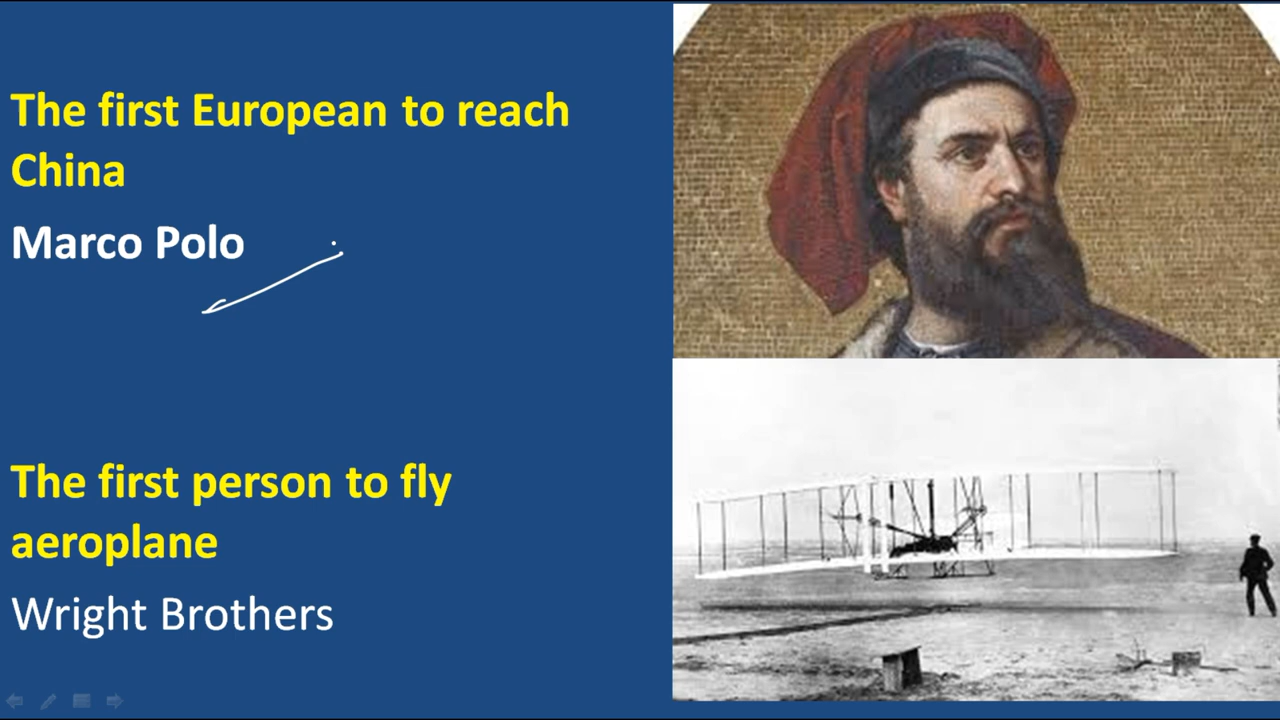 The first European to reach
China
Marco Polo
The first person to fly
aeroplane
Wright Brothers